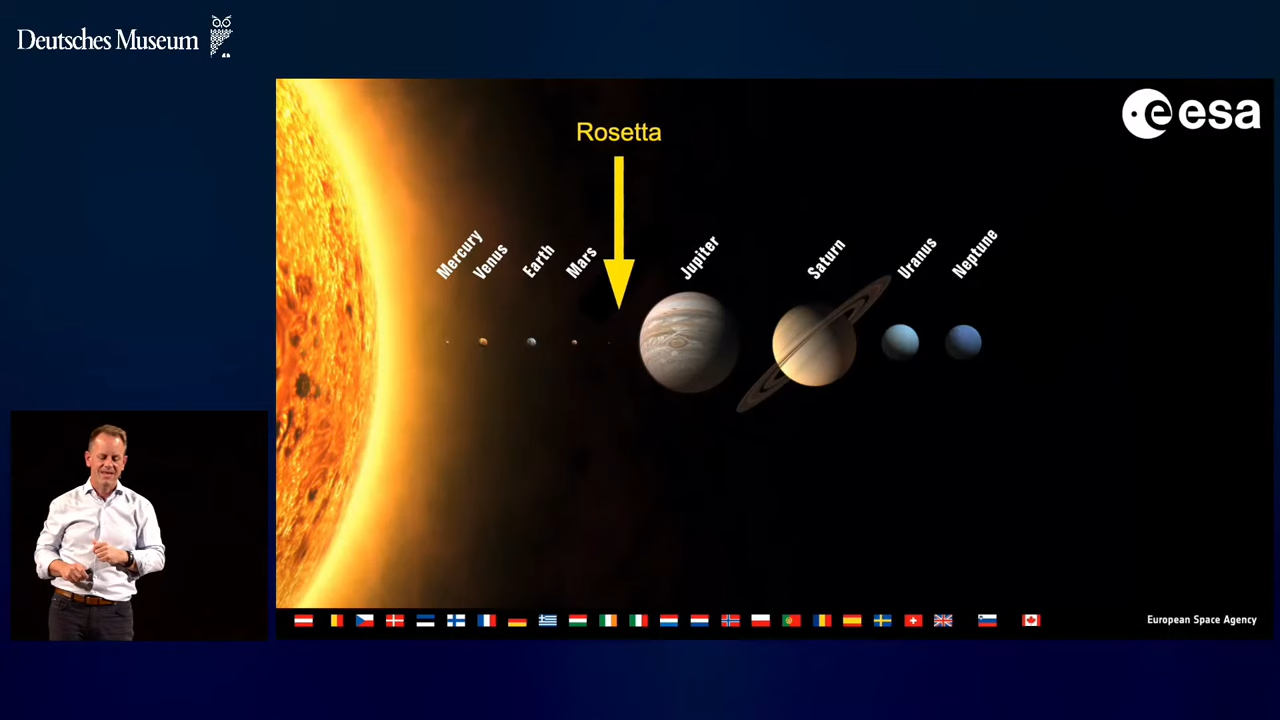 Deutsches Museum
esa
Rosetta
Mercury
Venus
Earth
Mars
Jupiter
Saturn
Uranus
Neptune
European Space Agency